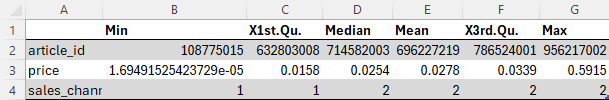 A B C D E F G
1 Min X1st.Qu. Median Mean X3rd.Qu. Max
2 article_id 108775015 632803008 714582003 696227219 786524001 956217002
3 price 1.69491525423729e-05 0.0158 0.0254 0.0278 0.0339 0.5915
4 sales_chanr 1 1 2 2 2 2